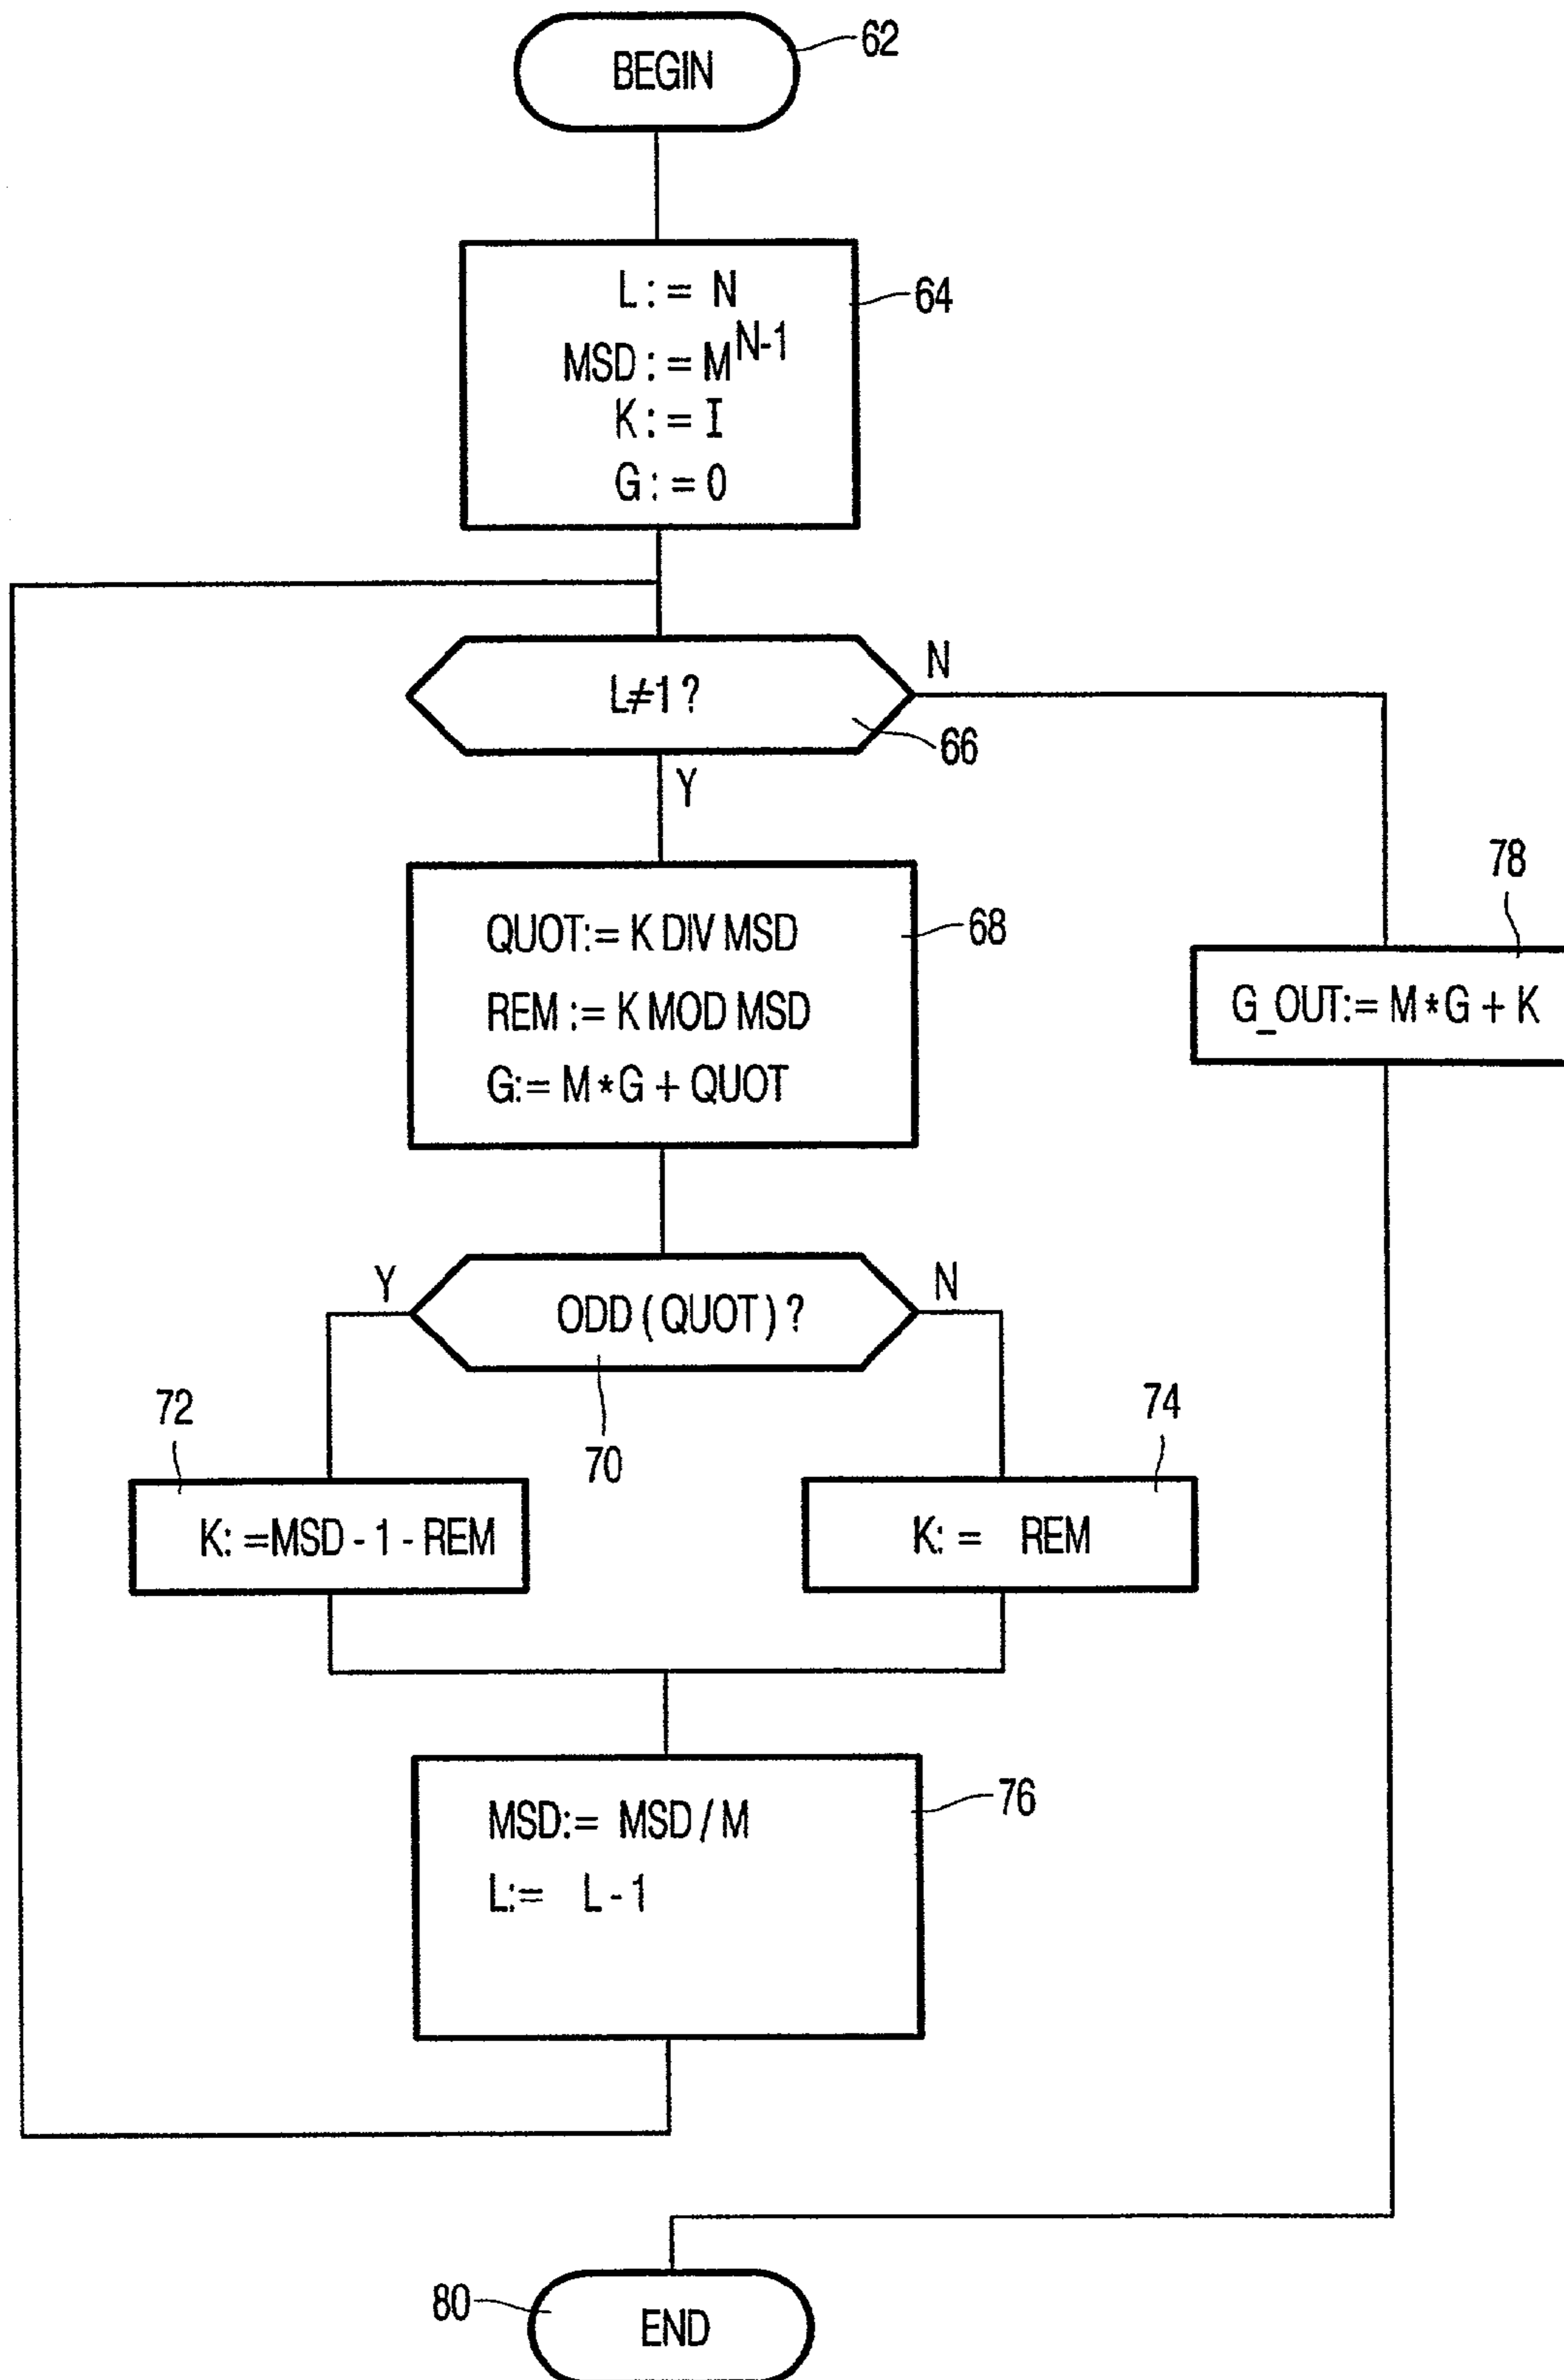 BEGIN
62
L := N
MSD := M^N-1
K := I
G := 0
64
L≠1 ?
N
66
Y
QUOT:= K DIV MSD
REM := K MOD MSD
G:= M*G + QUOT
68
78
G_OUT:= M*G + K
Y
ODD ( QUOT ) ?
N
70
72
K: =MSD - 1 - REM
74
K: = REM
MSD:= MSD / M
L:= L - 1
76
80
END